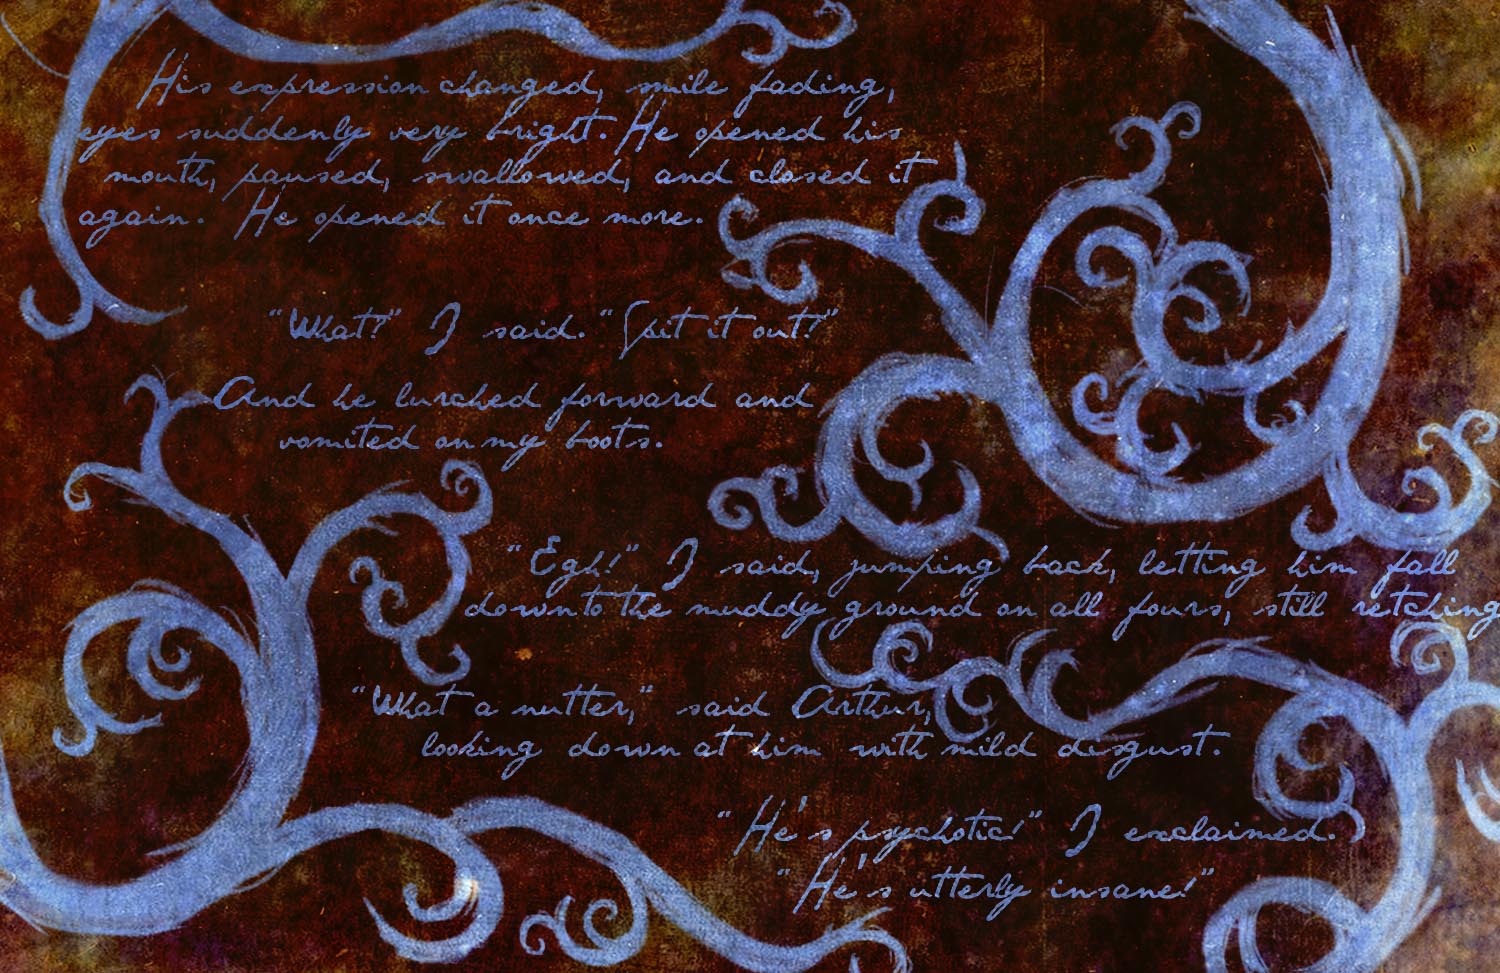 His expression changed, smile fading,
eyes suddenly very bright. He opened his
mouth, paused, swallowed, and closed it
again. He opened it once more.
"What?" I said. "Spit it out!"
And he lurched forward and
vomited on my boots.
"Egh!" I said, jumping back, letting him fall
down to the muddy ground on all fours, still retching
"What a nutter," said Arthur,
looking down at him with mild disgust.
"He's psychotic!" I exclaimed.
"He's utterly insane!"